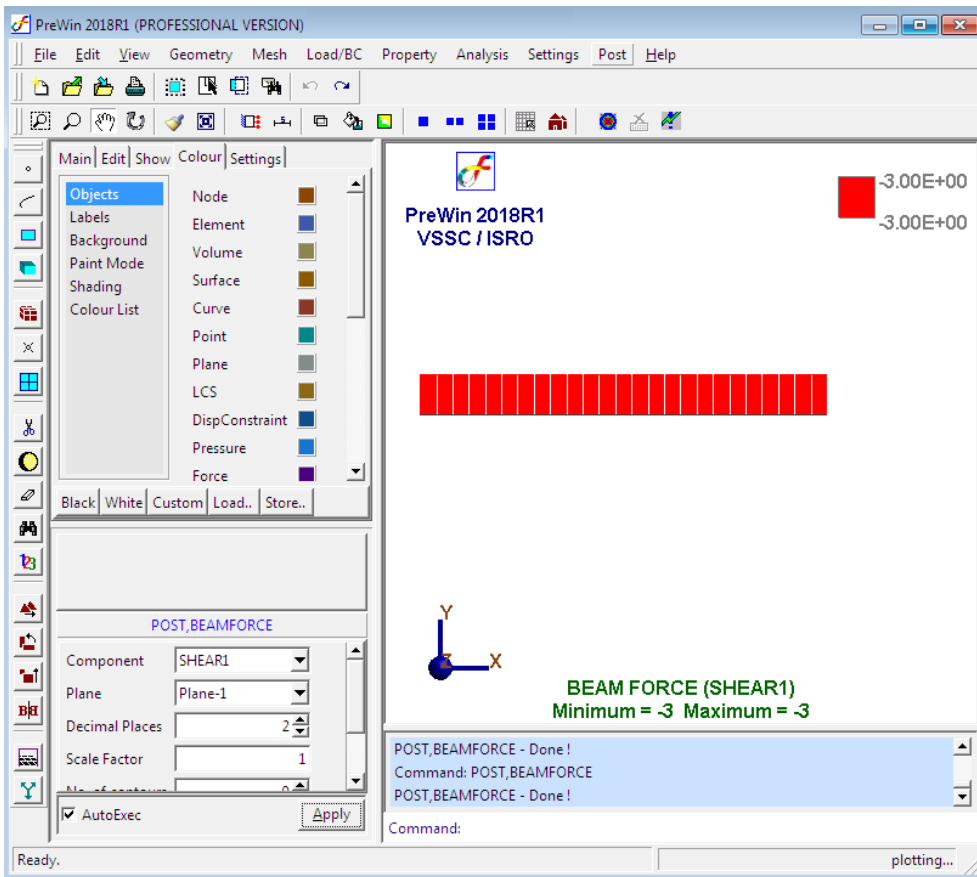 PreWin 2018R1 (PROFESSIONAL VERSION)
File Edit View Geometry Mesh Load/BC Property Analysis Settings Post Help
Main Edit Show Colour Settings
Objects
Labels
Background
Paint Mode
Shading
Colour List
Node
Element
Volume
Surface
Curve
Point
Plane
LCS
DispConstraint
Pressure
Force
Black White Custom Load.. Store..
POST,BEAMFORCE
Component SHEAR1
Plane Plane-1
Decimal Places 2
Scale Factor 1
No. of contours 0
AutoExec Apply
PreWin 2018R1
VSSC / ISRO
-3.00E+00
-3.00E+00
Y
Z X
BEAM FORCE (SHEAR1)
Minimum = -3 Maximum = -3
POST,BEAMFORCE - Done !
Command: POST,BEAMFORCE
POST,BEAMFORCE - Done !
Command:
Ready. plotting...